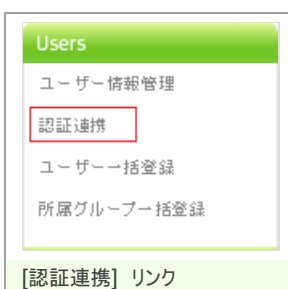 Users
ユーザー情報管理
認証連携
ユーザー一括登録
所属グループ一括登録
[認証連携] リンク